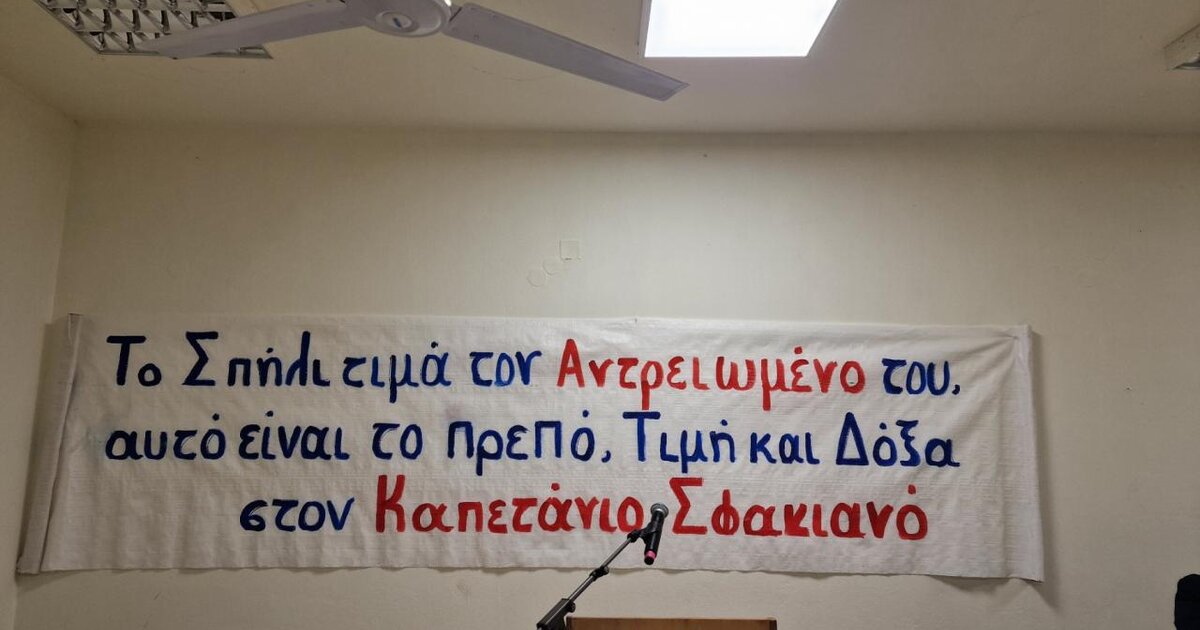 Το Σπήλι τιμά τον Αντρειωμένο του,
αυτό είναι το πρεπό, Τιμή και Δόξα
στον Καπετάνιο Σφακιανό